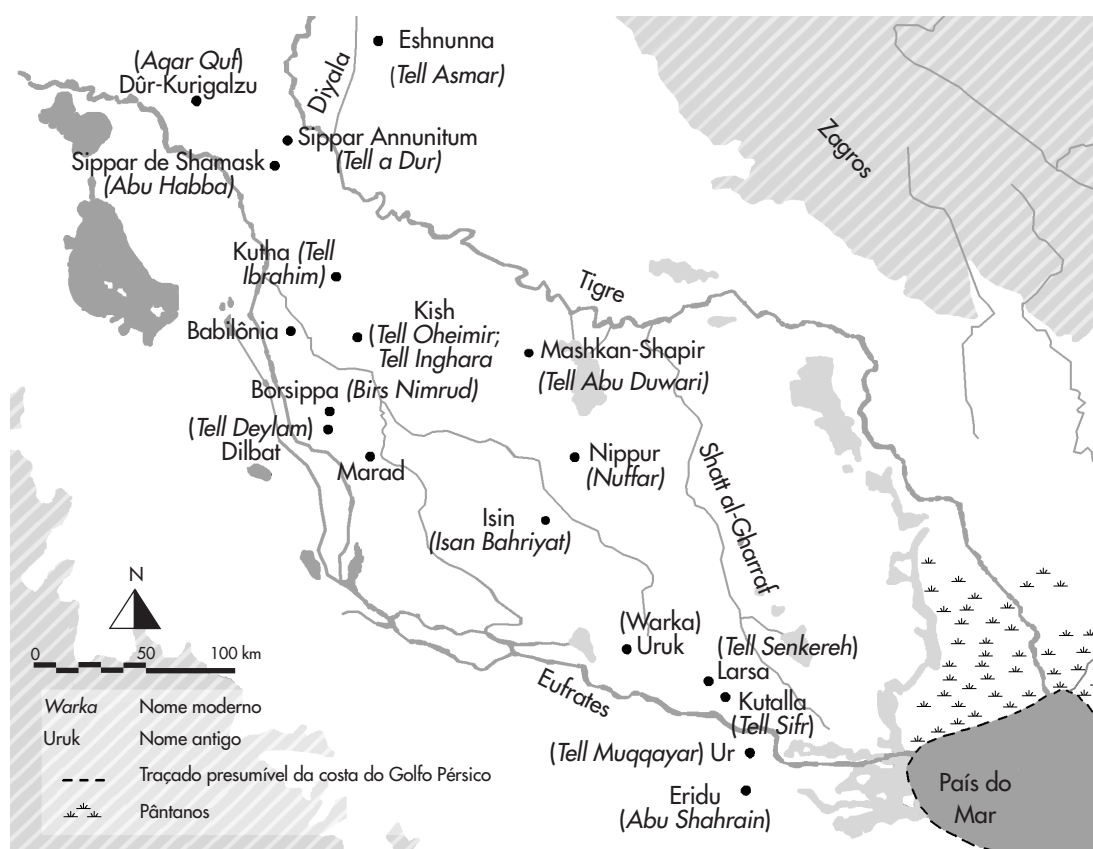 Eshnunna
(Tell Asmar)
(Aqar Quf)
Dûr-Kurigalzu
Diyala
Zagros
Sippar Annunitum
(Tell a Dur)
Sippar de Shamask
(Abu Habba)
Kutha (Tell
Ibrahim)
Tigre
Kish
(Tell Oheimir;
Tell Inghara
Babilônia
Mashkan-Shapir
(Tell Abu Duwari)
Borsippa (Birs Nimrud)
(Tell Deylam)
Dilbat
Marad
Nippur
(Nuffar)
Shatt al-Gharraf
Isin
(Isan Bahriyat)
(Warka)
Uruk
(Tell Senkereh)
Larsa
Kutalla
(Tell Sifr)
Eufrates
(Tell Muqqayar) Ur
Eridu
(Abu Shahrain)
País do
Mar
N
0 50 100 km
Warka Nome moderno
Uruk Nome antigo
Traçado presumível da costa do Golfo Pérsico
Pântanos